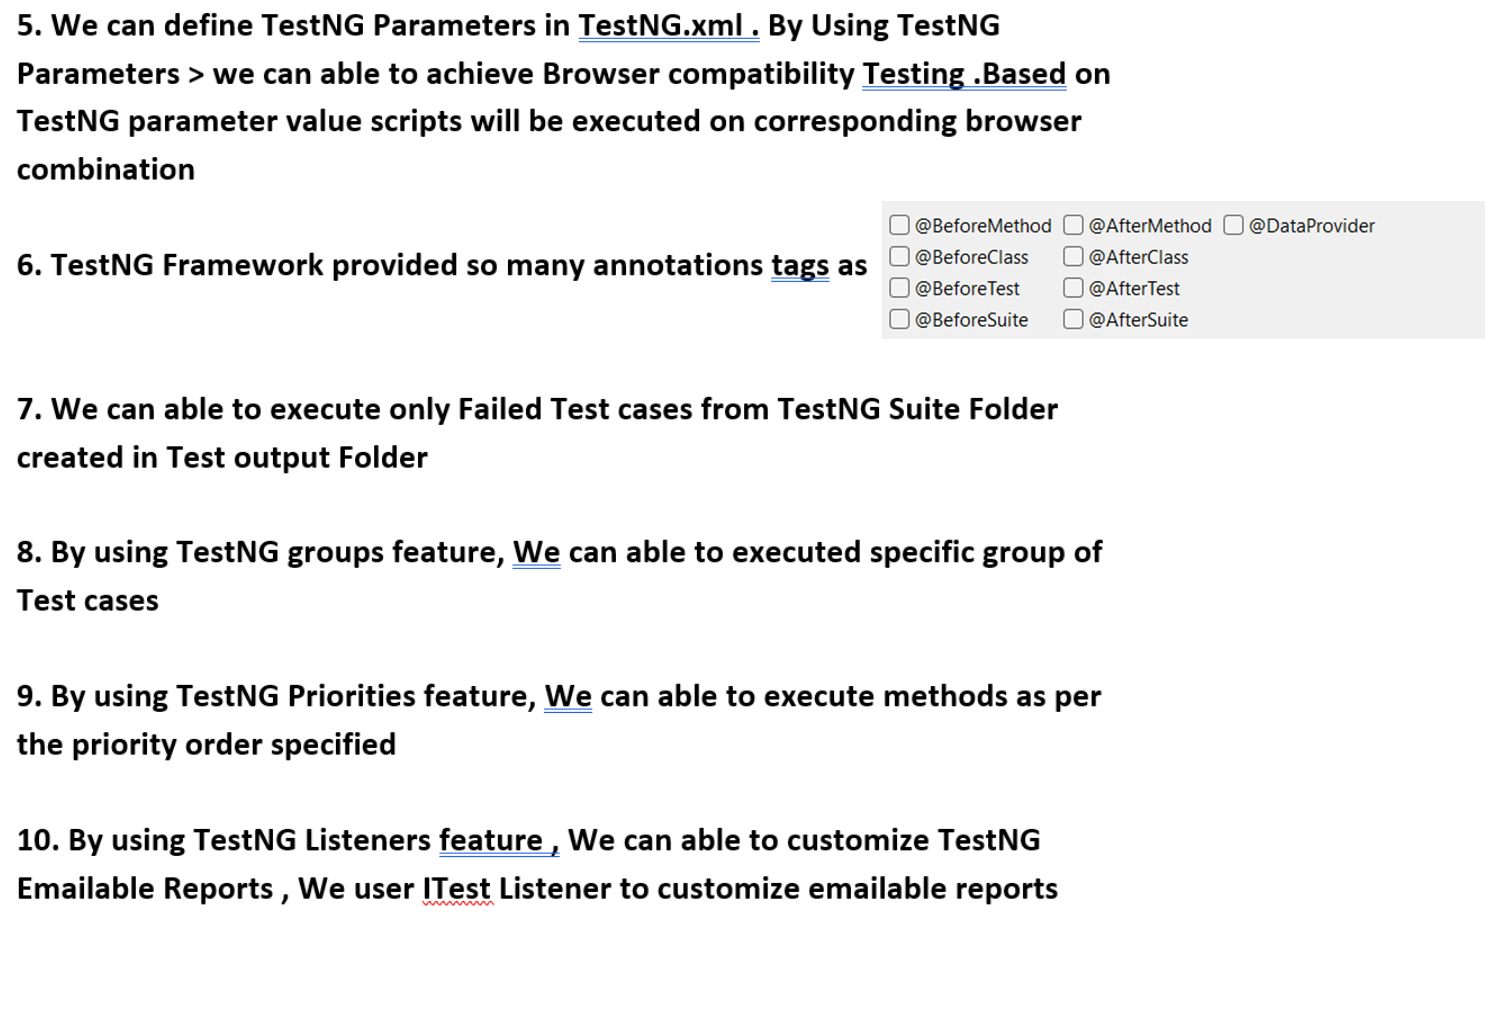 5. We can define TestNG Parameters in TestNG.xml . By Using TestNG
Parameters > we can able to achieve Browser compatibility Testing .Based on
TestNG parameter value scripts will be executed on corresponding browser
combination
6. TestNG Framework provided so many annotations tags as
@BeforeMethod @AfterMethod @DataProvider
@BeforeClass @AfterClass
@BeforeTest @AfterTest
@BeforeSuite @AfterSuite
7. We can able to execute only Failed Test cases from TestNG Suite Folder
created in Test output Folder
8. By using TestNG groups feature, We can able to executed specific group of
Test cases
9. By using TestNG Priorities feature, We can able to execute methods as per
the priority order specified
10. By using TestNG Listeners feature , We can able to customize TestNG
Emailable Reports , We user ITest Listener to customize emailable reports